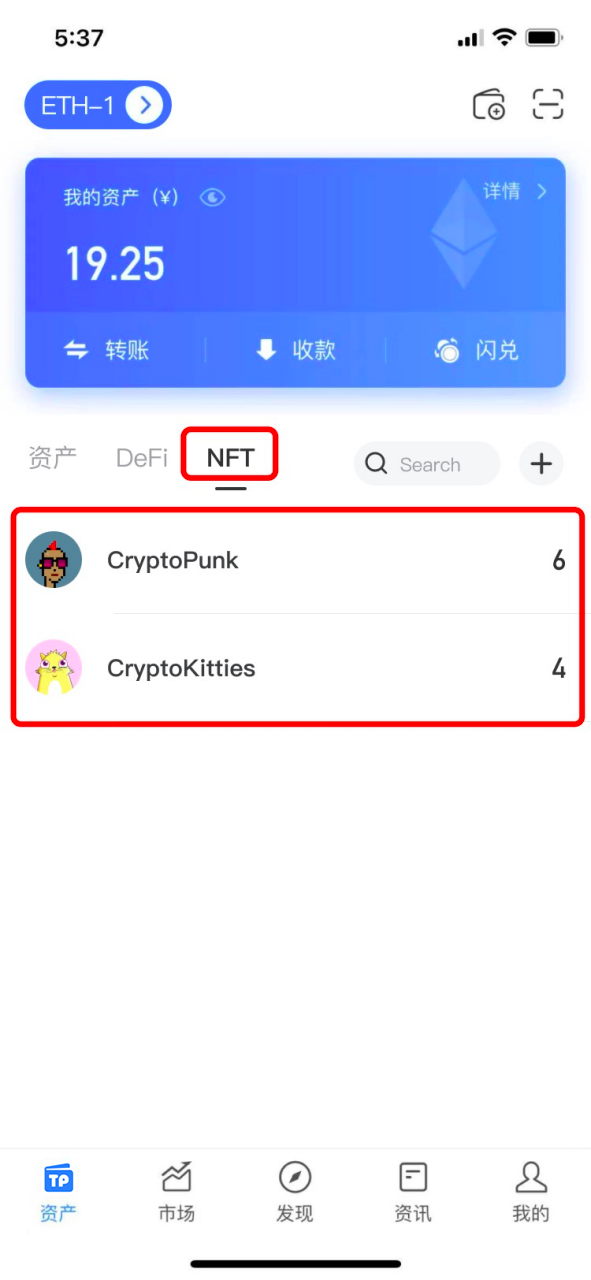 5:37
ETH-1
我的资产 (¥)
详情
19.25
转账 收款 闪兑
资产 DeFi NFT Search
CryptoPunk 6
CryptoKitties 4
TP
资产 市场 发现 资讯 我的